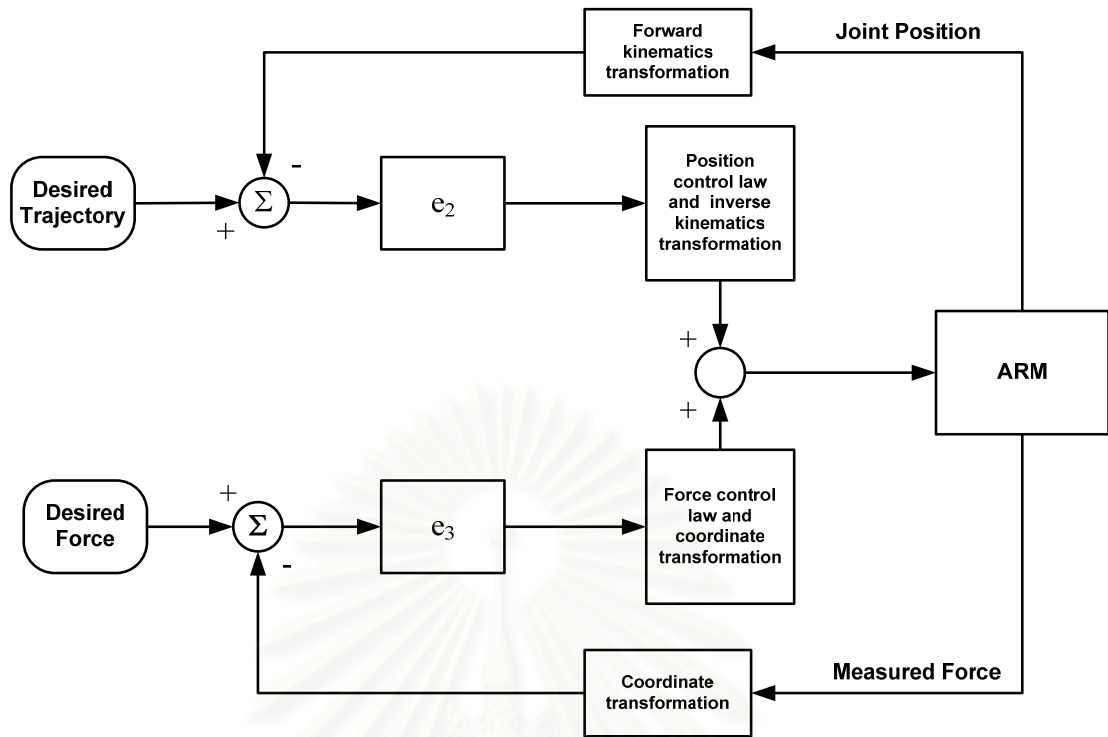 Forward
kinematics
transformation
Joint Position
-
Desired
Trajectory
Σ
+
e₂
Position
control law
and inverse
kinematics
transformation
+
ARM
+
Desired
Force
+
Σ
-
e₃
Force control
law and
coordinate
transformation
Coordinate
transformation
Measured Force